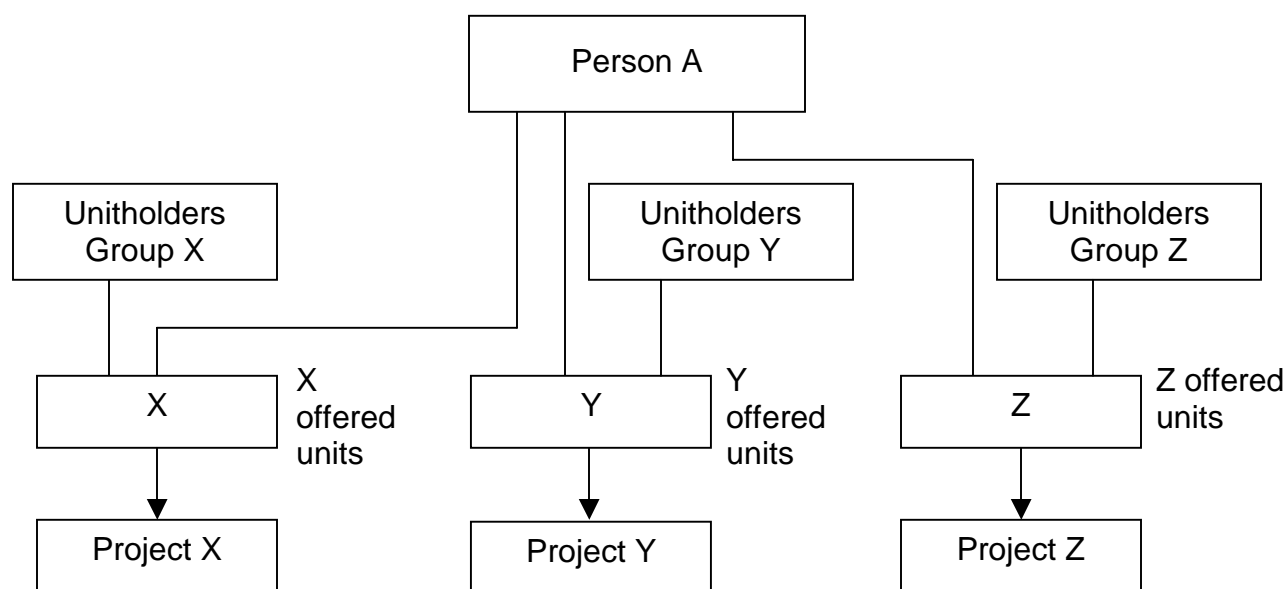 Person A
Unitholders
Group X
Unitholders
Group Y
Unitholders
Group Z
X
X
offered
units
Y
Y
offered
units
Z
Z offered
units
Project X
Project Y
Project Z